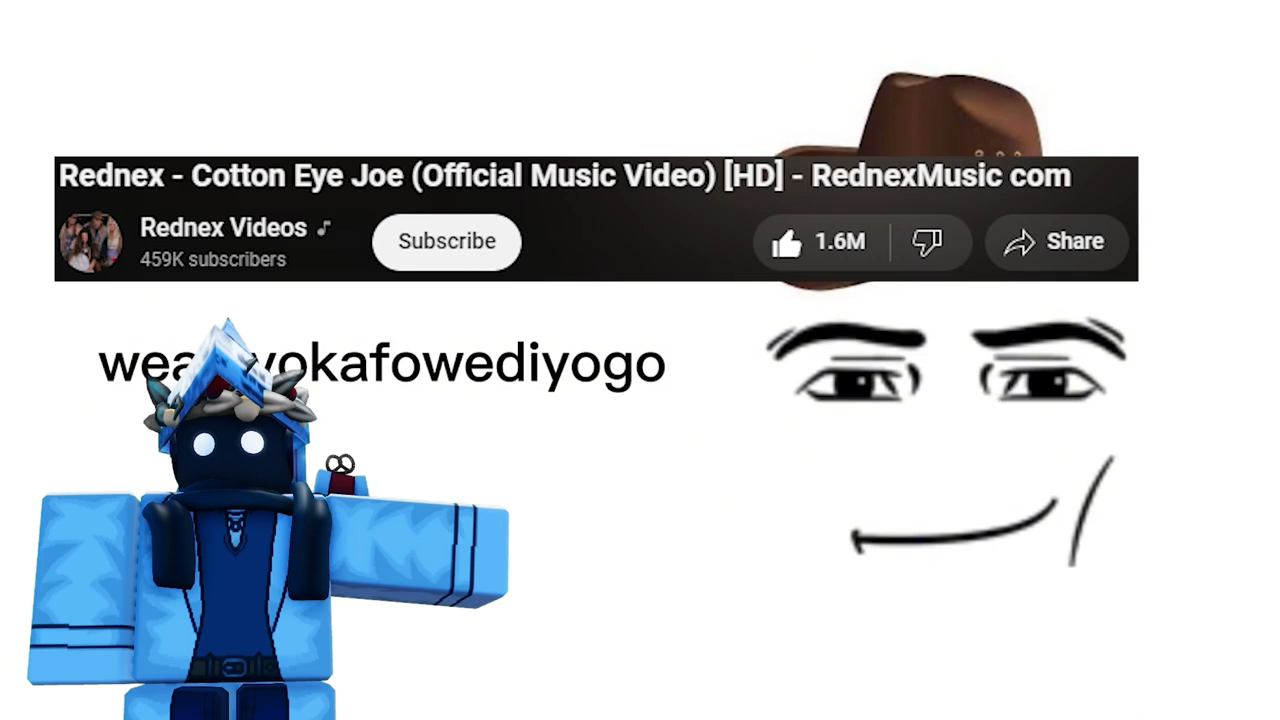 Rednex - Cotton Eye Joe (Official Music Video) [HD] - RednexMusic com
Rednex Videos
459K subscribers
Subscribe
1.6M
Share